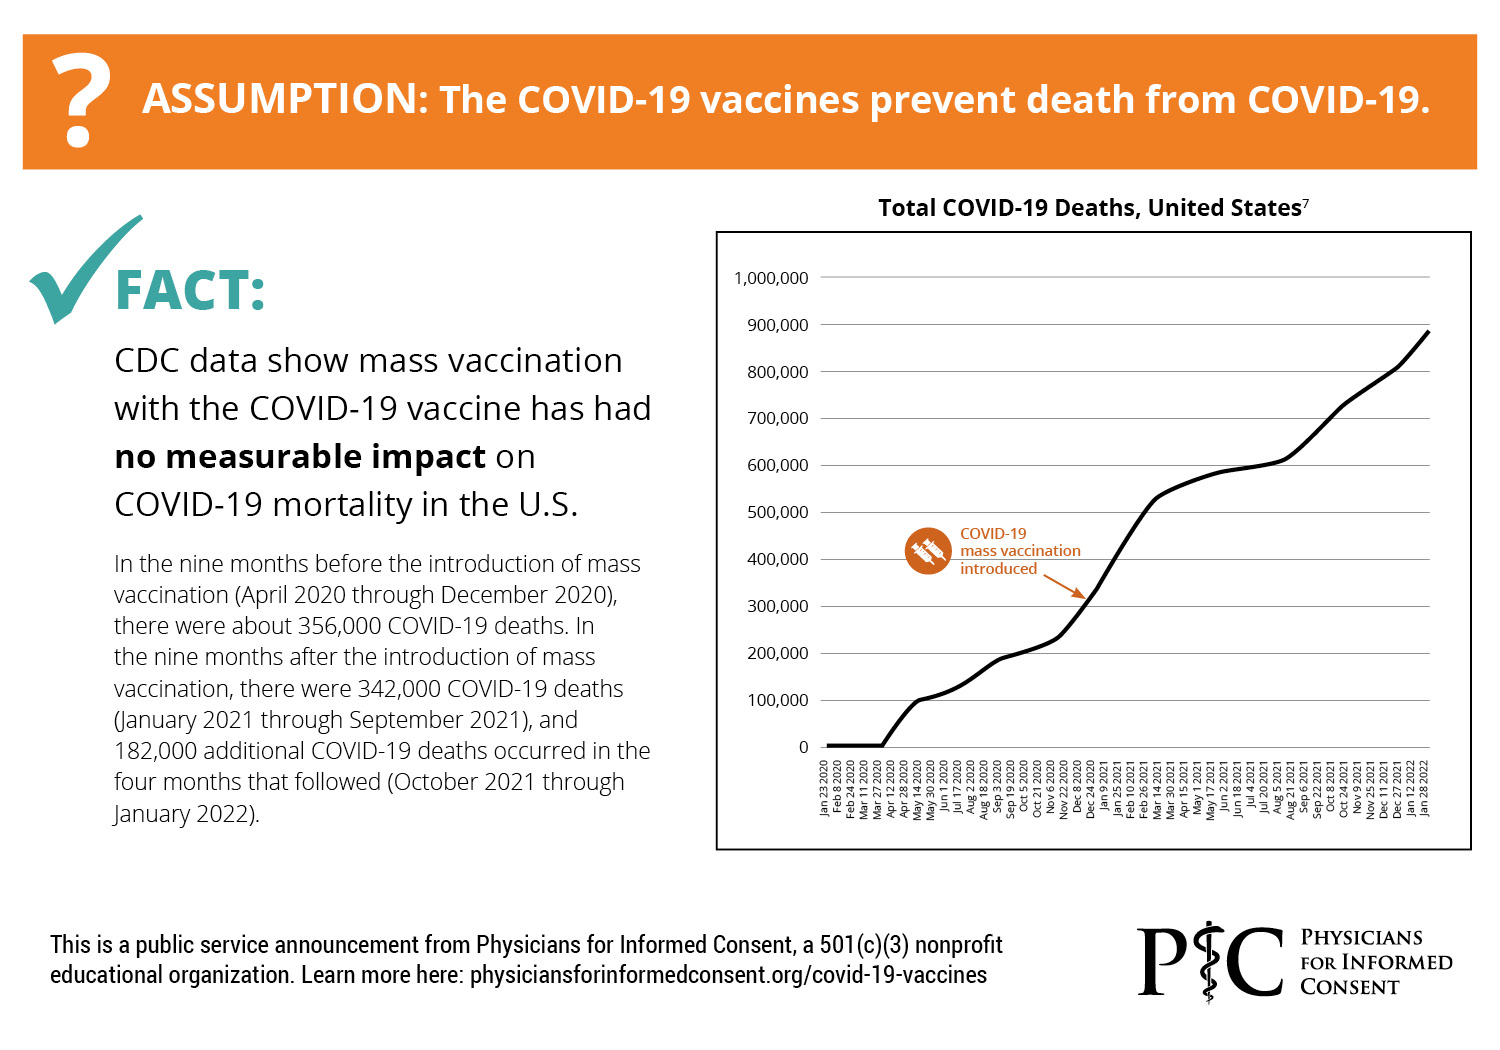 ?
ASSUMPTION: The COVID-19 vaccines prevent death from COVID-19.
FACT:
CDC data show mass vaccination
with the COVID-19 vaccine has had
no measurable impact on
COVID-19 mortality in the U.S.
In the nine months before the introduction of mass
vaccination (April 2020 through December 2020),
there were about 356,000 COVID-19 deaths. In
the nine months after the introduction of mass
vaccination, there were 342,000 COVID-19 deaths
(January 2021 through September 2021), and
182,000 additional COVID-19 deaths occurred in the
four months that followed (October 2021 through
January 2022).
Total COVID-19 Deaths, United States⁷
1,000,000
900,000
800,000
700,000
600,000
500,000
400,000
300,000
200,000
100,000
0
COVID-19
mass vaccination
introduced
Jan 23 2020
Feb 8 2020
Feb 24 2020
Mar 11 2020
Mar 27 2020
Apr 12 2020
Apr 28 2020
May 14 2020
May 30 2020
Jun 1 2020
Jul 17 2020
Aug 2 2020
Aug 18 2020
Sep 3 2020
Sep 19 2020
Oct 5 2020
Oct 21 2020
Nov 6 2020
Nov 22 2020
Dec 8 2020
Dec 24 2020
Jan 9 2021
Jan 25 2021
Feb 10 2021
Feb 26 2021
Mar 14 2021
Mar 30 2021
Apr 15 2021
May 1 2021
May 17 2021
Jun 2 2021
Jun 18 2021
Jul 4 2021
Jul 20 2021
Aug 5 2021
Aug 21 2021
Sep 6 2021
Sep 22 2021
Oct 8 2021
Oct 24 2021
Nov 9 2021
Nov 25 2021
Dec 11 2021
Dec 27 2021
Jan 12 2022
Jan 28 2022
This is a public service announcement from Physicians for Informed Consent, a 501(c)(3) nonprofit
educational organization. Learn more here: physiciansforinformedconsent.org/covid-19-vaccines
PIC
PHYSICIANS
FOR INFORMED
CONSENT